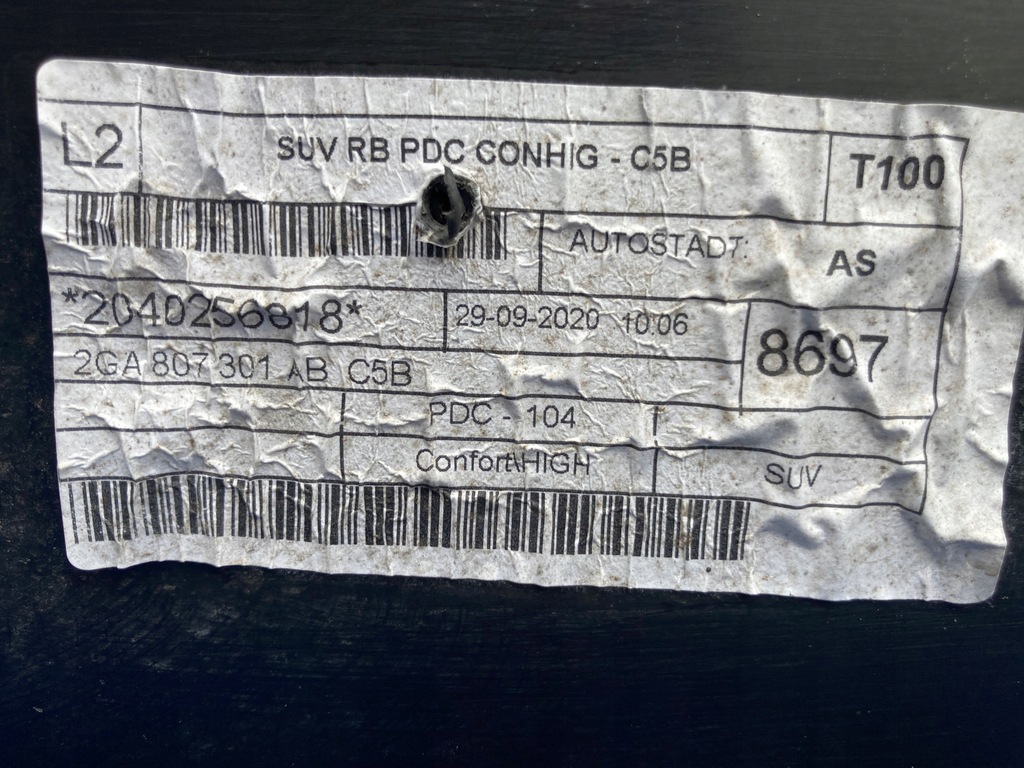 L2
SUV RB PDC CONHIG - C5B
T100
AUTOSTADT:
AS
*2040256818*
29-09-2020 10:06
8697
2GA 807 301 AB C5B
PDC - 104
Confort\HIGH
SUV